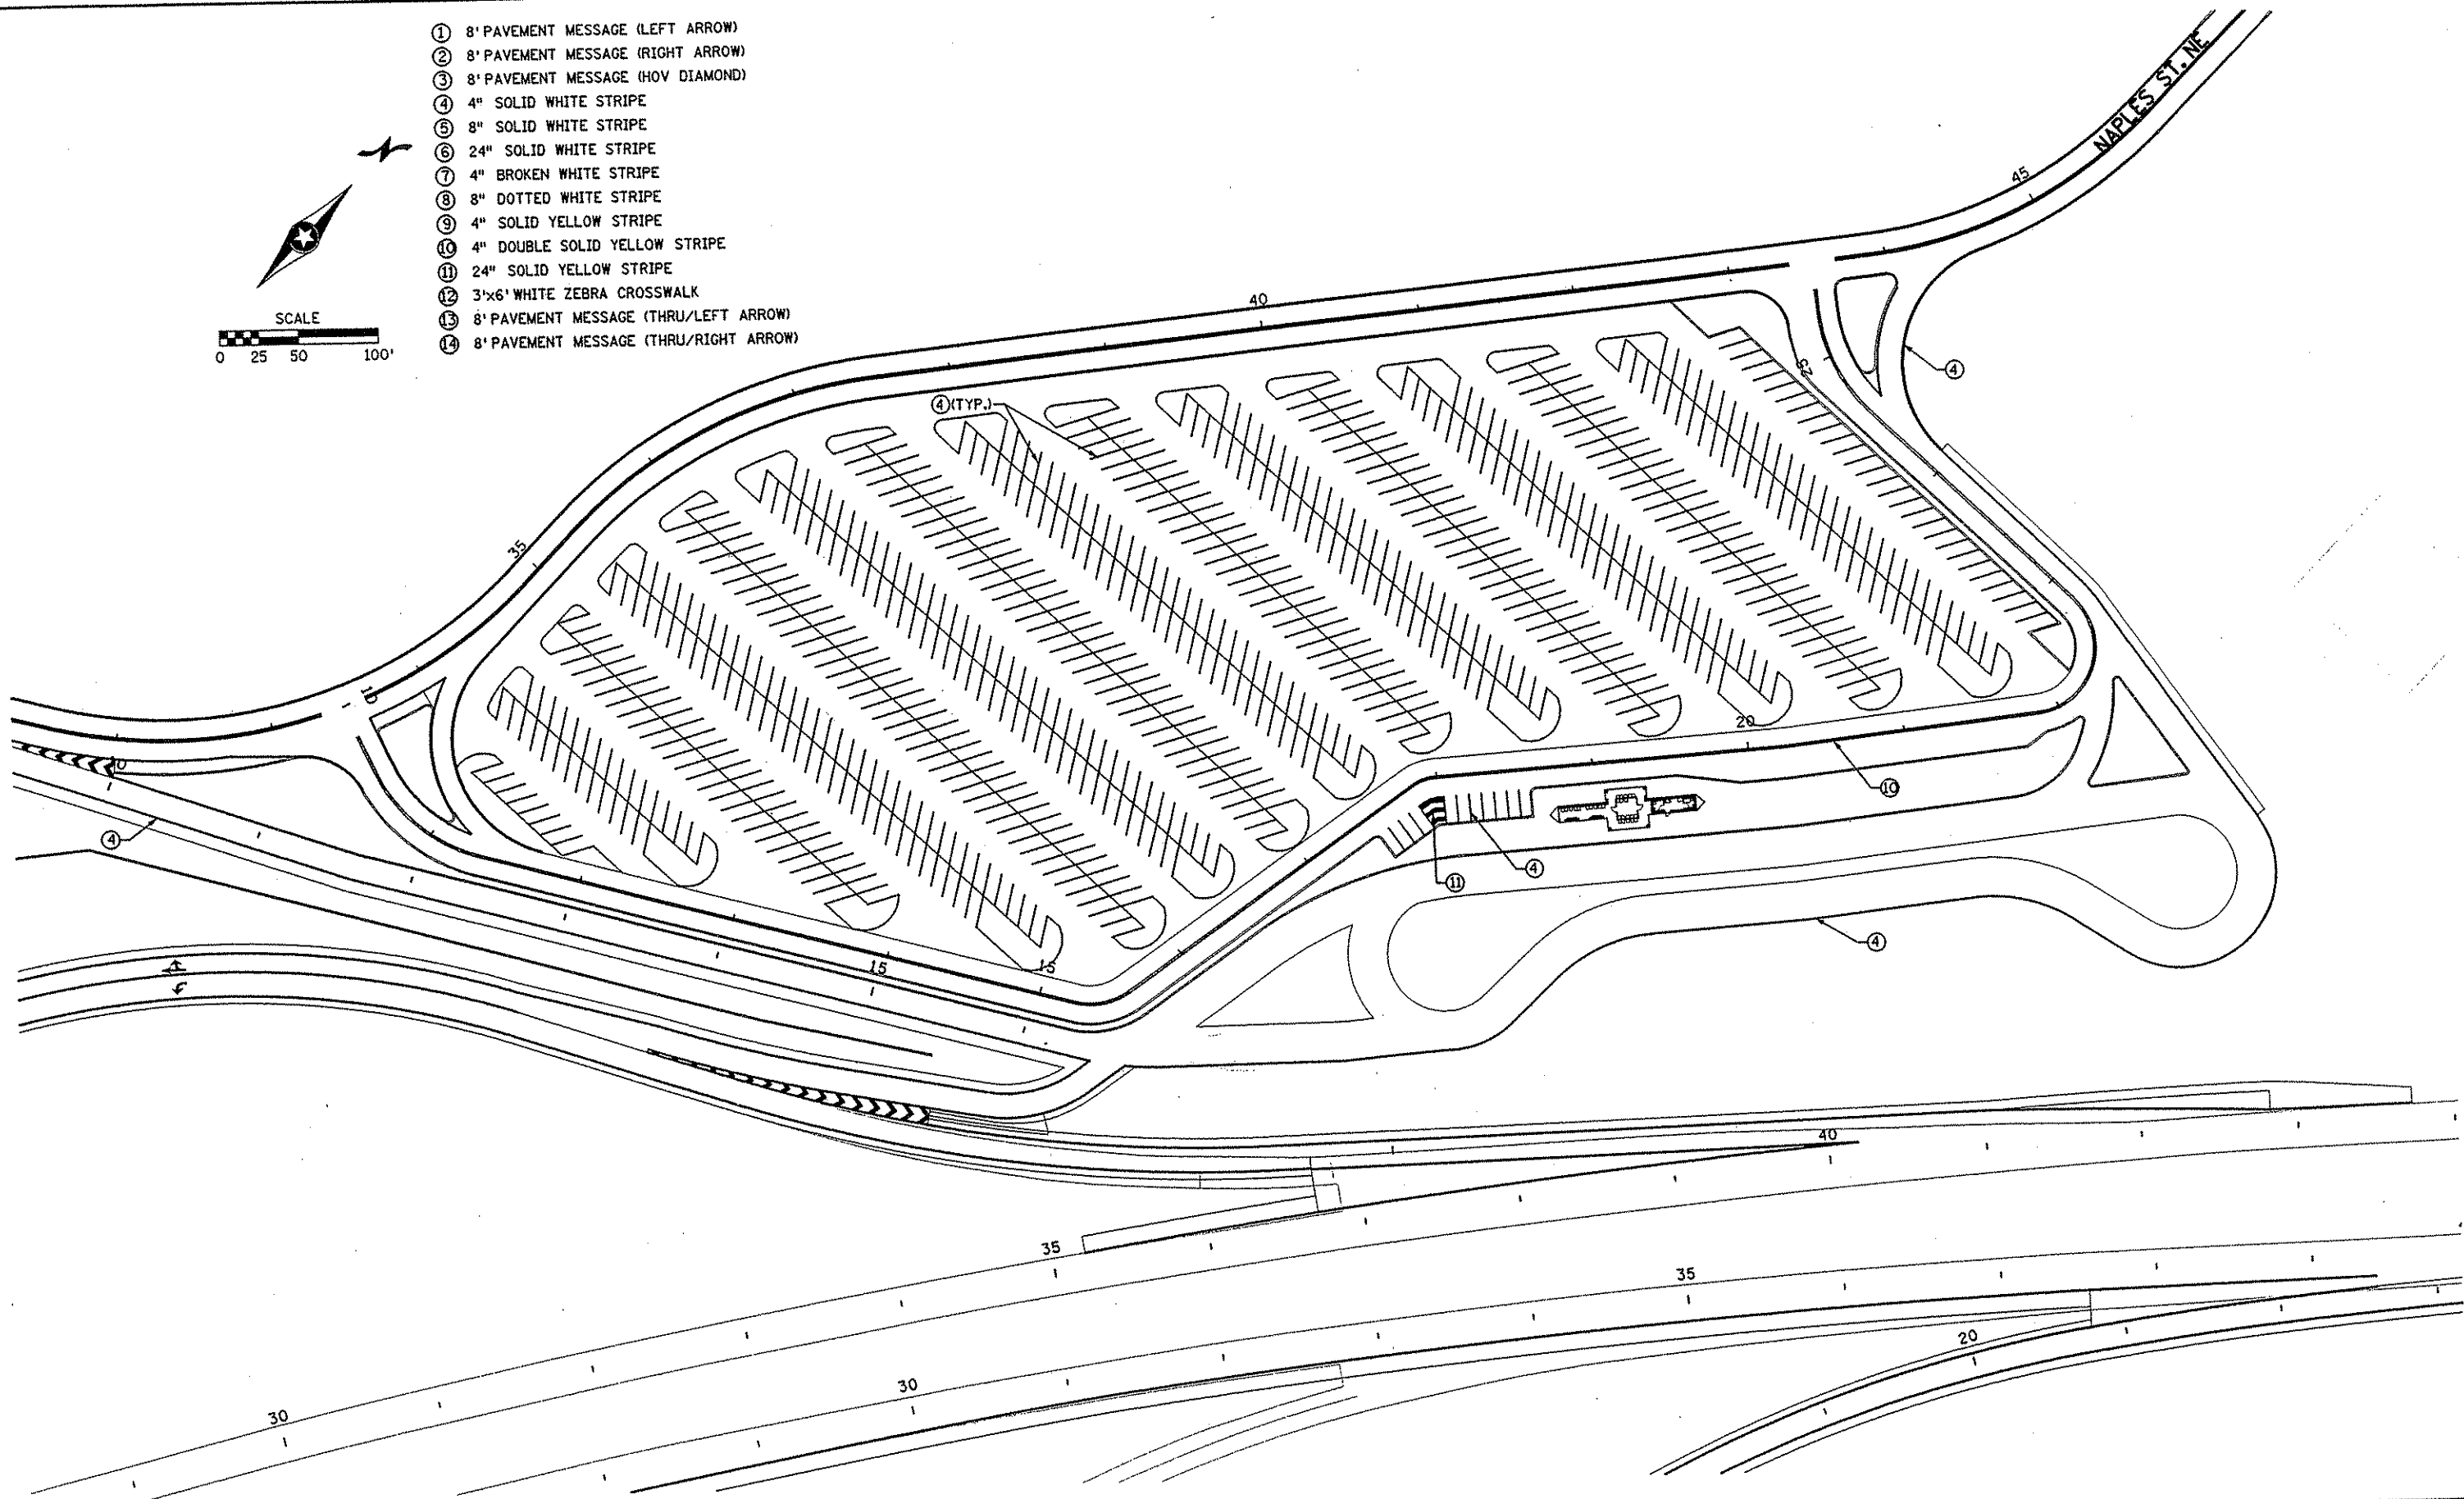 ① 8' PAVEMENT MESSAGE (LEFT ARROW)
② 8' PAVEMENT MESSAGE (RIGHT ARROW)
③ 8' PAVEMENT MESSAGE (HOV DIAMOND)
④ 4" SOLID WHITE STRIPE
⑤ 8" SOLID WHITE STRIPE
⑥ 24" SOLID WHITE STRIPE
⑦ 4" BROKEN WHITE STRIPE
⑧ 8" DOTTED WHITE STRIPE
⑨ 4" SOLID YELLOW STRIPE
⑩ 4" DOUBLE SOLID YELLOW STRIPE
⑪ 24" SOLID YELLOW STRIPE
⑫ 3'x6' WHITE ZEBRA CROSSWALK
⑬ 8' PAVEMENT MESSAGE (THRU/LEFT ARROW)
⑭ 8' PAVEMENT MESSAGE (THRU/RIGHT ARROW)
SCALE
0 25 50 100'
NAPLES ST. NE
45
40
25
④
④(TYP.)
35
10
20
0
⑩
④
④
⑪
④
15
15
40
35
35
20
30
30